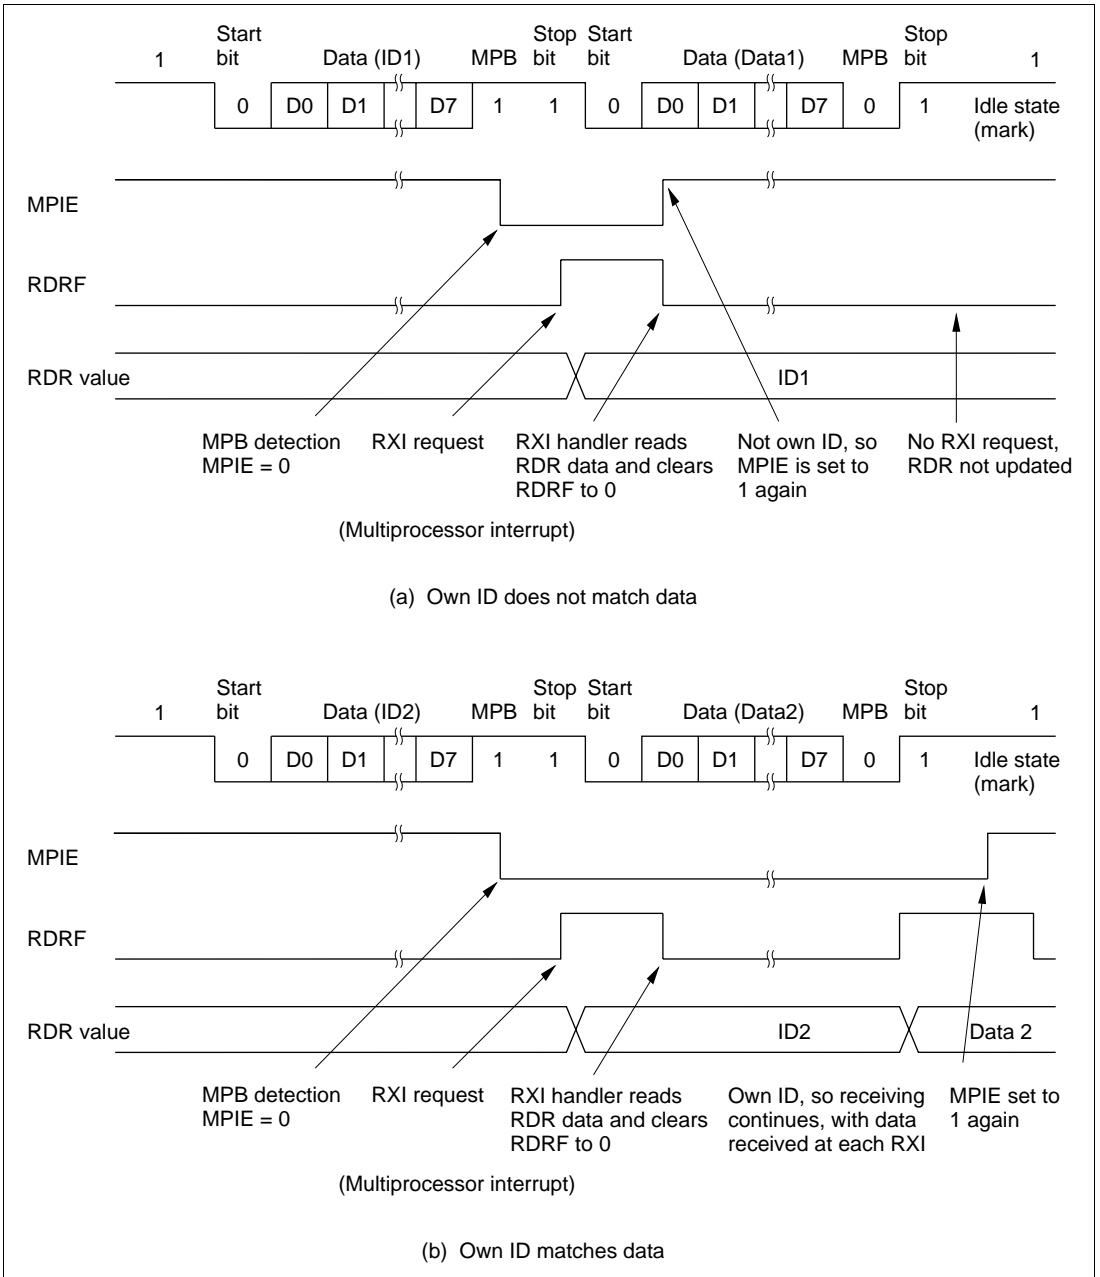 Start Stop Start Stop
1 bit Data (ID1) MPB bit bit Data (Data1) MPB bit 1
0 D0 D1 D7 1 1 0 D0 D1 D7 0 1 Idle state
(mark)
MPIE
RDRF
RDR value ID1
MPB detection
MPIE = 0
RXI request
RXI handler reads
RDR data and clears
RDRF to 0
Not own ID, so
MPIE is set to
1 again
No RXI request,
RDR not updated
(Multiprocessor interrupt)
(a) Own ID does not match data
Start Stop Start Stop
1 bit Data (ID2) MPB bit bit Data (Data2) MPB bit 1
0 D0 D1 D7 1 1 0 D0 D1 D7 0 1 Idle state
(mark)
MPIE
RDRF
RDR value ID2 Data 2
MPB detection
MPIE = 0
RXI request
RXI handler reads
RDR data and clears
RDRF to 0
Own ID, so receiving
continues, with data
received at each RXI
MPIE set to
1 again
(Multiprocessor interrupt)
(b) Own ID matches data